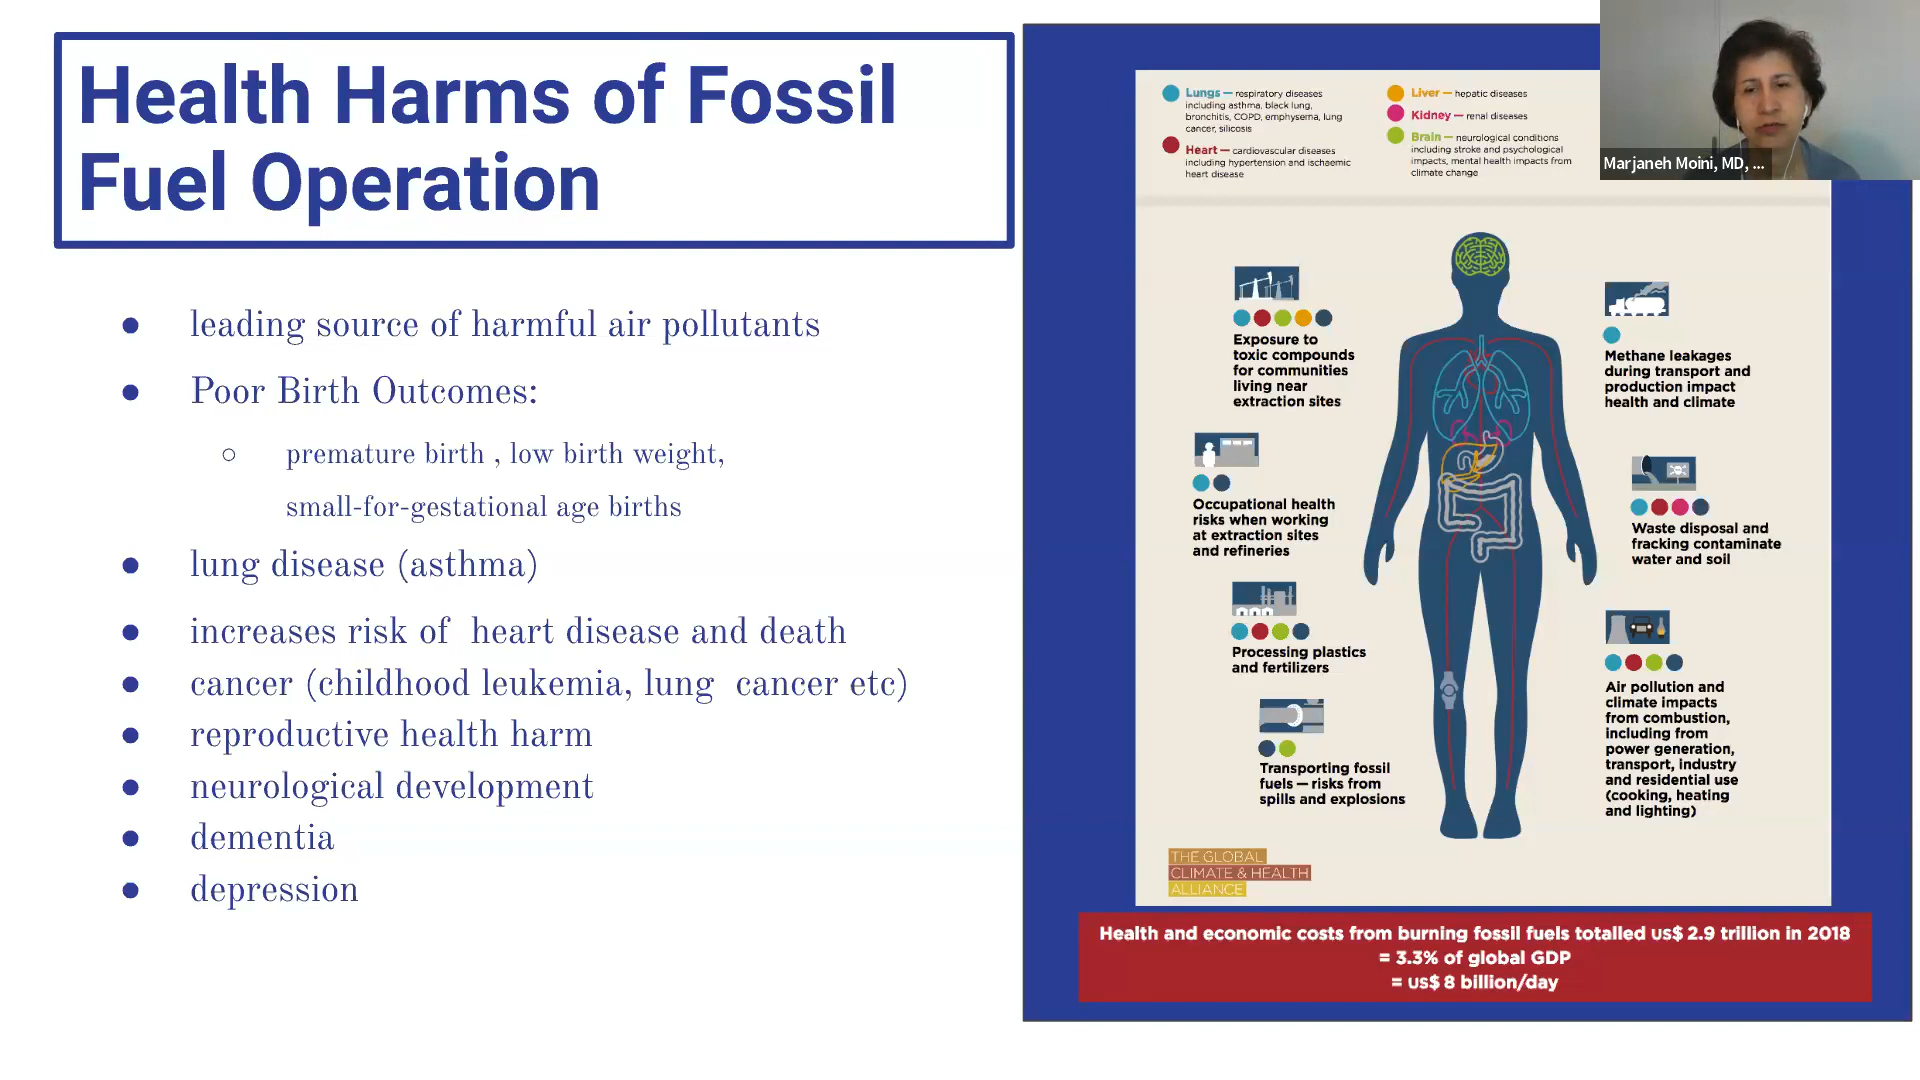 Health Harms of Fossil
Fuel Operation
● leading source of harmful air pollutants
● Poor Birth Outcomes:
○ premature birth , low birth weight,
small-for-gestational age births
● lung disease (asthma)
● increases risk of heart disease and death
● cancer (childhood leukemia, lung cancer etc)
● reproductive health harm
● neurological development
● dementia
● depression
Lungs — respiratory diseases
including asthma, black lung,
bronchitis, COPD, emphysema, lung
cancer, silicosis
Heart — cardiovascular diseases
including hypertension and ischaemic
heart disease
Liver — hepatic diseases
Kidney — renal diseases
Brain — neurological conditions
including stroke and psychological
impacts, mental health impacts from
climate change
Marjaneh Moini, MD, ...
Exposure to
toxic compounds
for communities
living near
extraction sites
Occupational health
risks when working
at extraction sites
and refineries
Processing plastics
and fertilizers
Transporting fossil
fuels — risks from
spills and explosions
Methane leakages
during transport and
production impact
health and climate
Waste disposal and
fracking contaminate
water and soil
Air pollution and
climate impacts
from combustion,
including from
power generation,
transport, industry
and residential use
(cooking, heating
and lighting)
THE GLOBAL
CLIMATE & HEALTH
ALLIANCE
Health and economic costs from burning fossil fuels totalled US$ 2.9 trillion in 2018
= 3.3% of global GDP
= US$ 8 billion/day